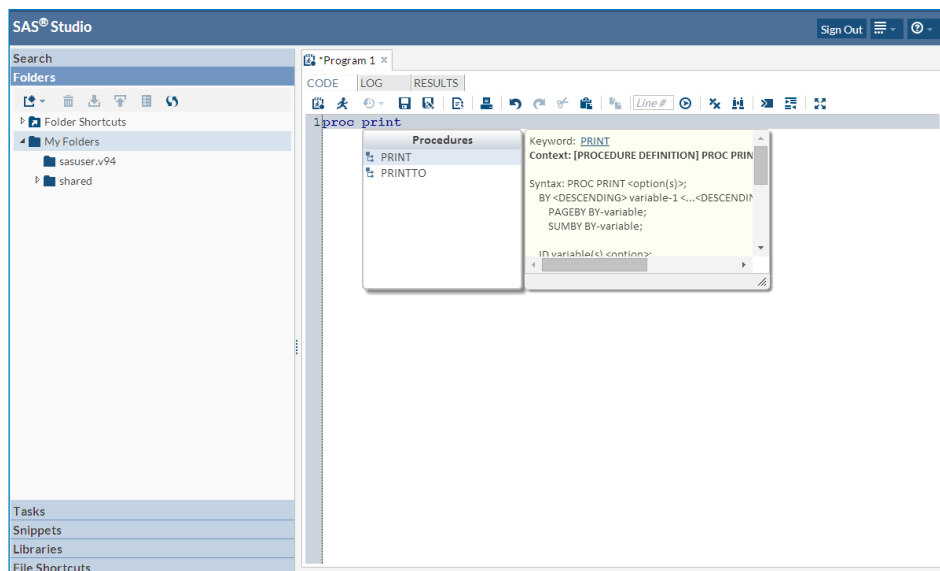 SAS® Studio
Sign Out
Search
Folders
Folder Shortcuts
My Folders
sasuser.v94
shared
Tasks
Snippets
Libraries
File Shortcuts
*Program 1
CODE LOG RESULTS
Line #
1 proc print
Procedures
PRINT
PRINTTO
Keyword: PRINT
Context: [PROCEDURE DEFINITION] PROC PRIN
Syntax: PROC PRINT <option(s)>;
BY <DESCENDING> variable-1 <...<DESCENDIN
PAGEBY BY-variable;
SUMBY BY-variable;
ID variable(s) <option>;